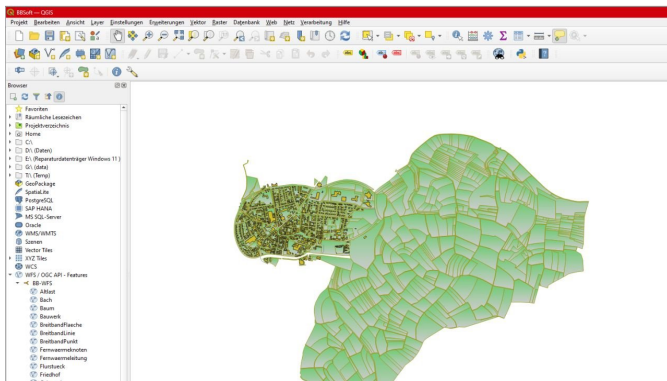 BBSoft — QGIS
Projekt Bearbeiten Ansicht Layer Einstellungen Erweiterungen Vektor Raster Datenbank Web Netz Verarbeitung Hilfe
Browser
Favoriten
Räumliche Lesezeichen
Projektverzeichnis
Home
C:\
D:\ (Daten)
E:\ (Reparaturdatenträger Windows 11 )
G:\ (data)
T:\ (Temp)
GeoPackage
SpatiaLite
PostgreSQL
SAP HANA
MS SQL-Server
Oracle
WMS/WMTS
Szenen
Vector Tiles
XYZ Tiles
WCS
WFS / OGC API - Features
BB-WFS
Altlast
Bach
Baum
Bauwerk
BreitbandFlaeche
BreitbandLinie
BreitbandPunkt
Fernwaermeknoten
Fernwaermeleitung
Flurstueck
Friedhof